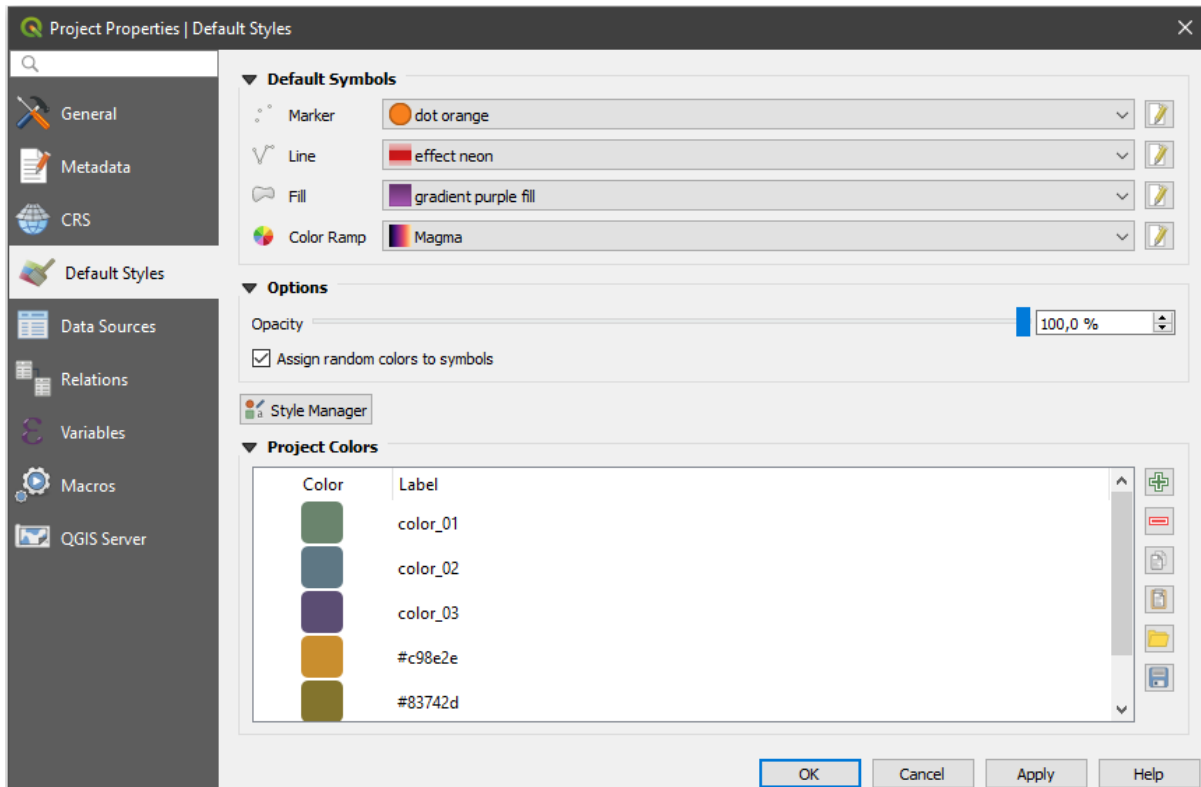 Project Properties | Default Styles
General
Metadata
CRS
Default Styles
Data Sources
Relations
Variables
Macros
QGIS Server
Default Symbols
Marker dot orange
Line effect neon
Fill gradient purple fill
Color Ramp Magma
Options
Opacity 100,0 %
Assign random colors to symbols
Style Manager
Project Colors
Color Label
color_01
color_02
color_03
#c98e2e
#83742d
OK Cancel Apply Help